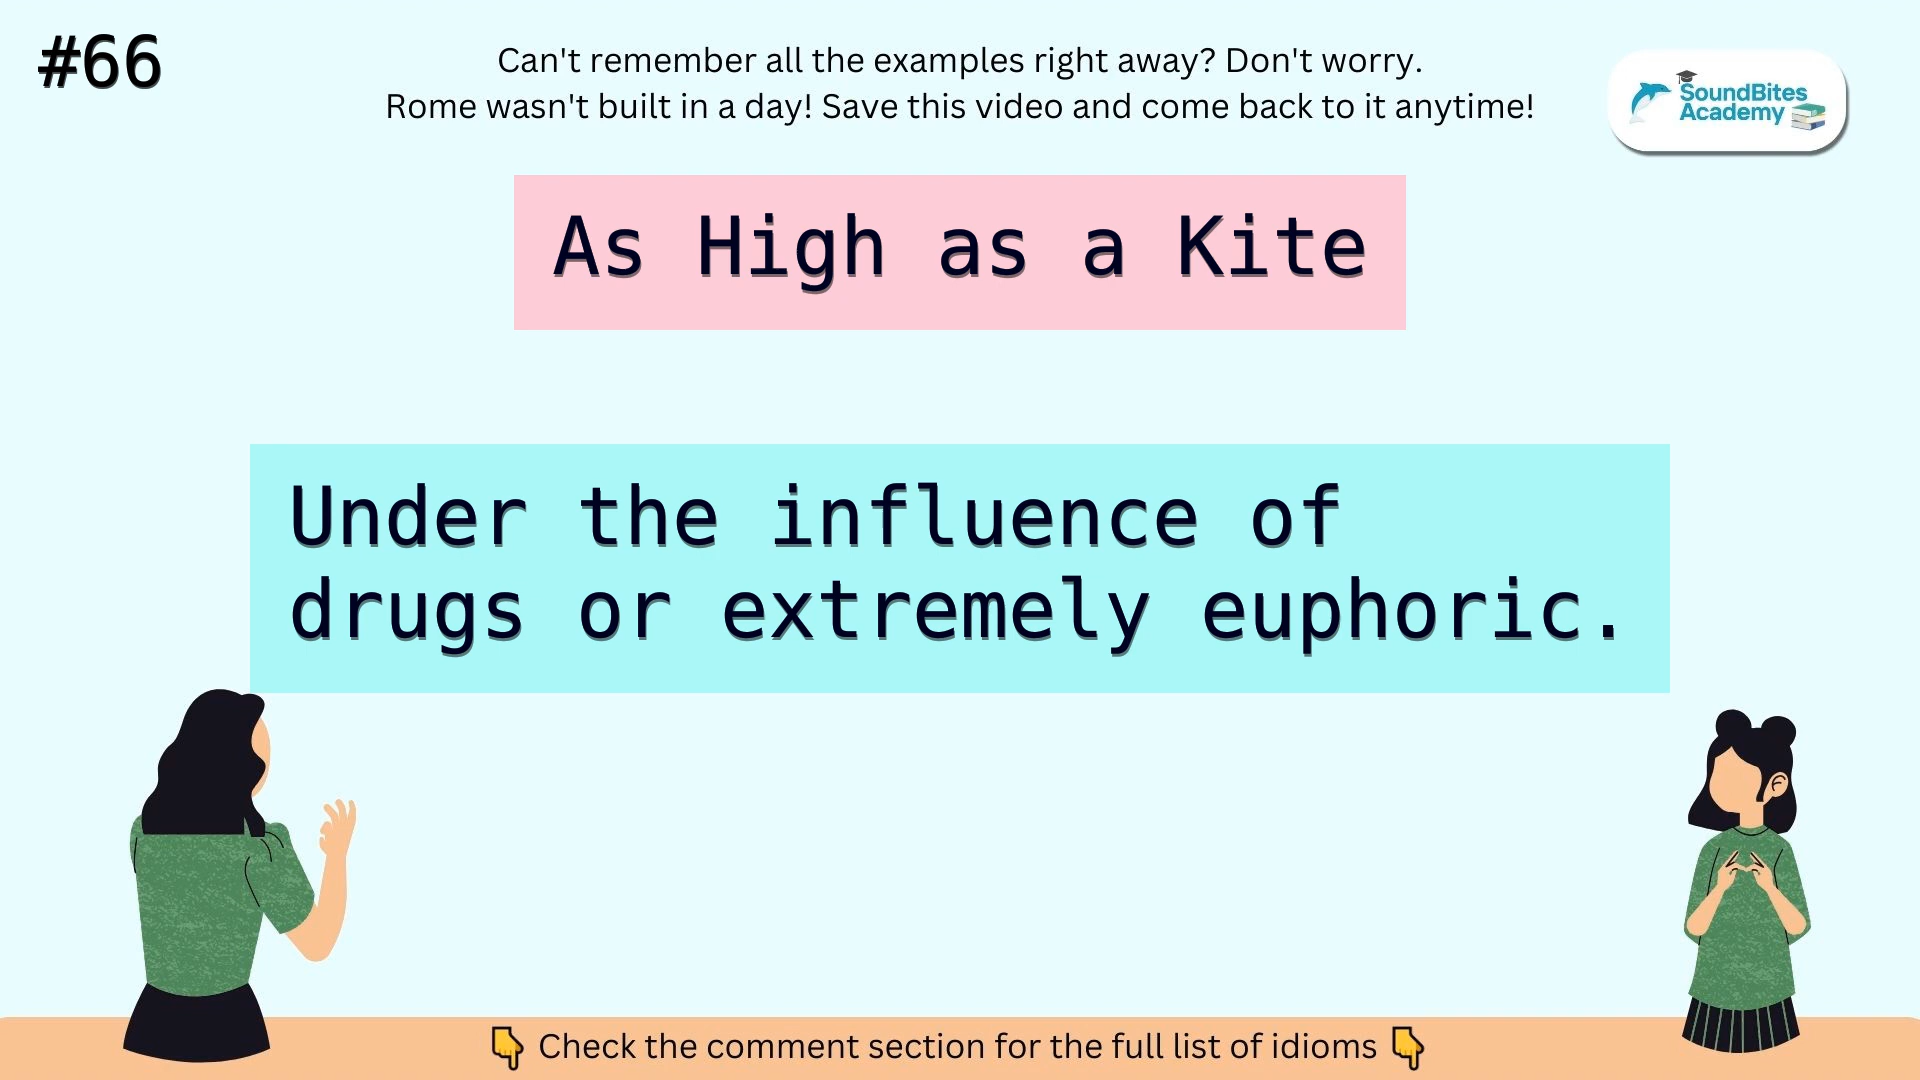 #66
Can't remember all the examples right away? Don't worry.
Rome wasn't built in a day! Save this video and come back to it anytime!
SoundBites
Academy
As High as a Kite
Under the influence of
drugs or extremely euphoric.
👇 Check the comment section for the full list of idioms 👇